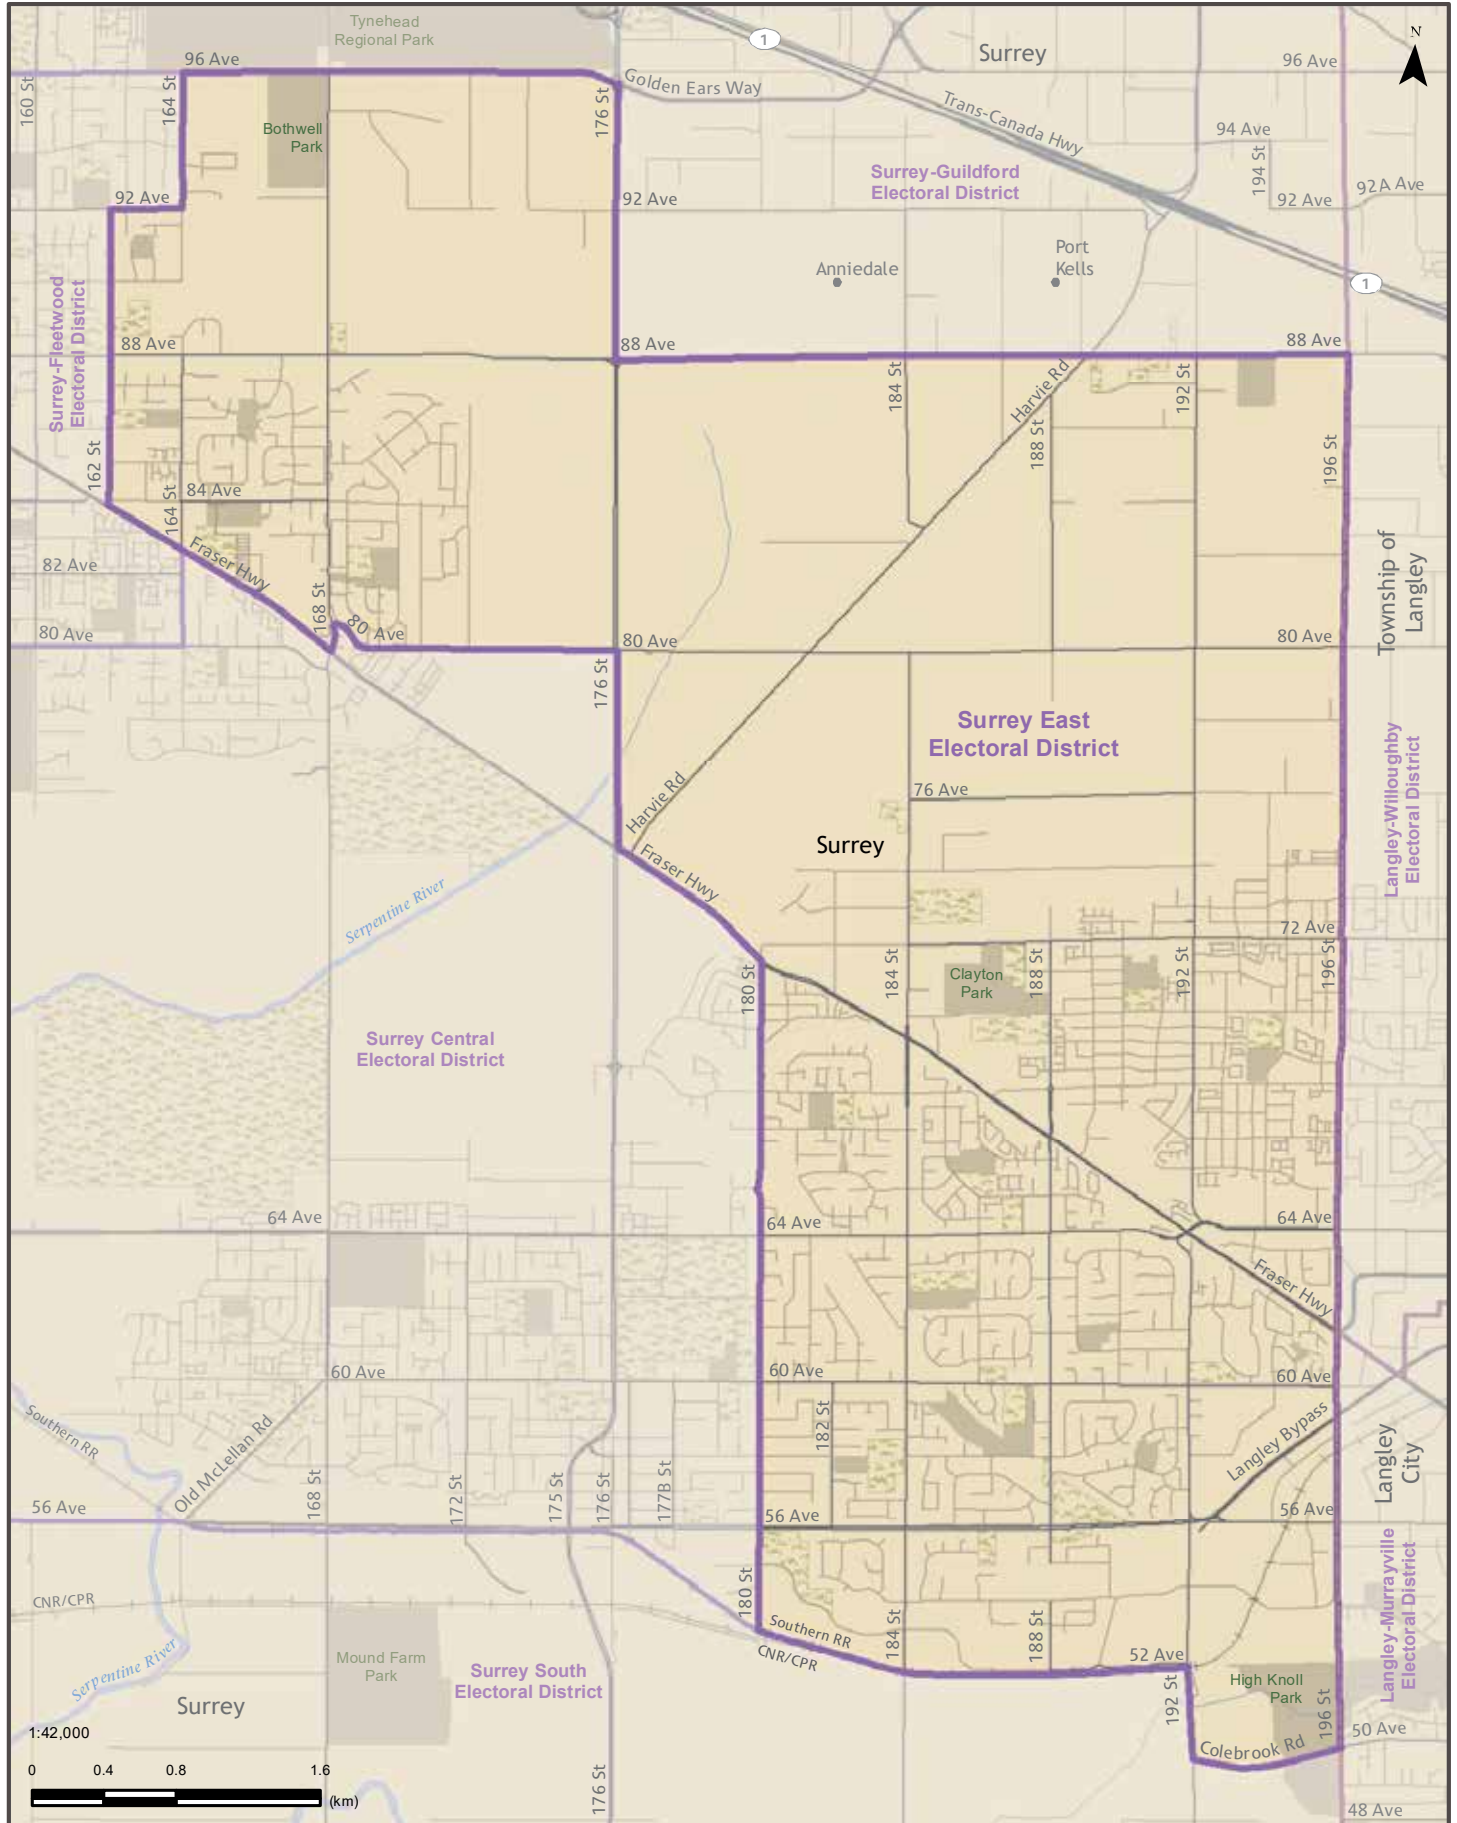 Tynehead
Regional Park
1
Surrey
N
96 Ave
96 Ave
160 St
164 St
176 St
Golden Ears Way
Trans-Canada Hwy
Bothwell
Park
94 Ave
194 St
Surrey-Guildford
Electoral District
92 Ave
92 Ave
92 Ave
92A Ave
Anniedale
Port
Kells
1
Surrey-Fleetwood
Electoral District
88 Ave
88 Ave
88 Ave
184 St
Harvie Rd
192 St
188 St
196 St
162 St
164 St
84 Ave
Fraser Hwy
82 Ave
168 St
80 Ave
80 Ave
80 Ave
80 Ave
Township of
Langley
176 St
Surrey East
Electoral District
Langley-Willoughby
Electoral District
76 Ave
Harvie Rd
Surrey
Fraser Hwy
Serpentine River
72 Ave
180 St
184 St
Clayton
Park
188 St
192 St
196 St
Surrey Central
Electoral District
64 Ave
64 Ave
64 Ave
Fraser Hwy
60 Ave
60 Ave
60 Ave
Southern RR
Old McLellan Rd
182 St
Langley Bypass
Langley
City
168 St
172 St
175 St
176 St
177B St
56 Ave
56 Ave
56 Ave
Langley-Murrayville
Electoral District
CNR/CPR
180 St
Southern RR
CNR/CPR
184 St
188 St
52 Ave
Serpentine River
Mound Farm
Park
Surrey South
Electoral District
192 St
High Knoll
Park
196 St
Surrey
50 Ave
Colebrook Rd
1:42,000
0 0.4 0.8 1.6
(km)
176 St
48 Ave